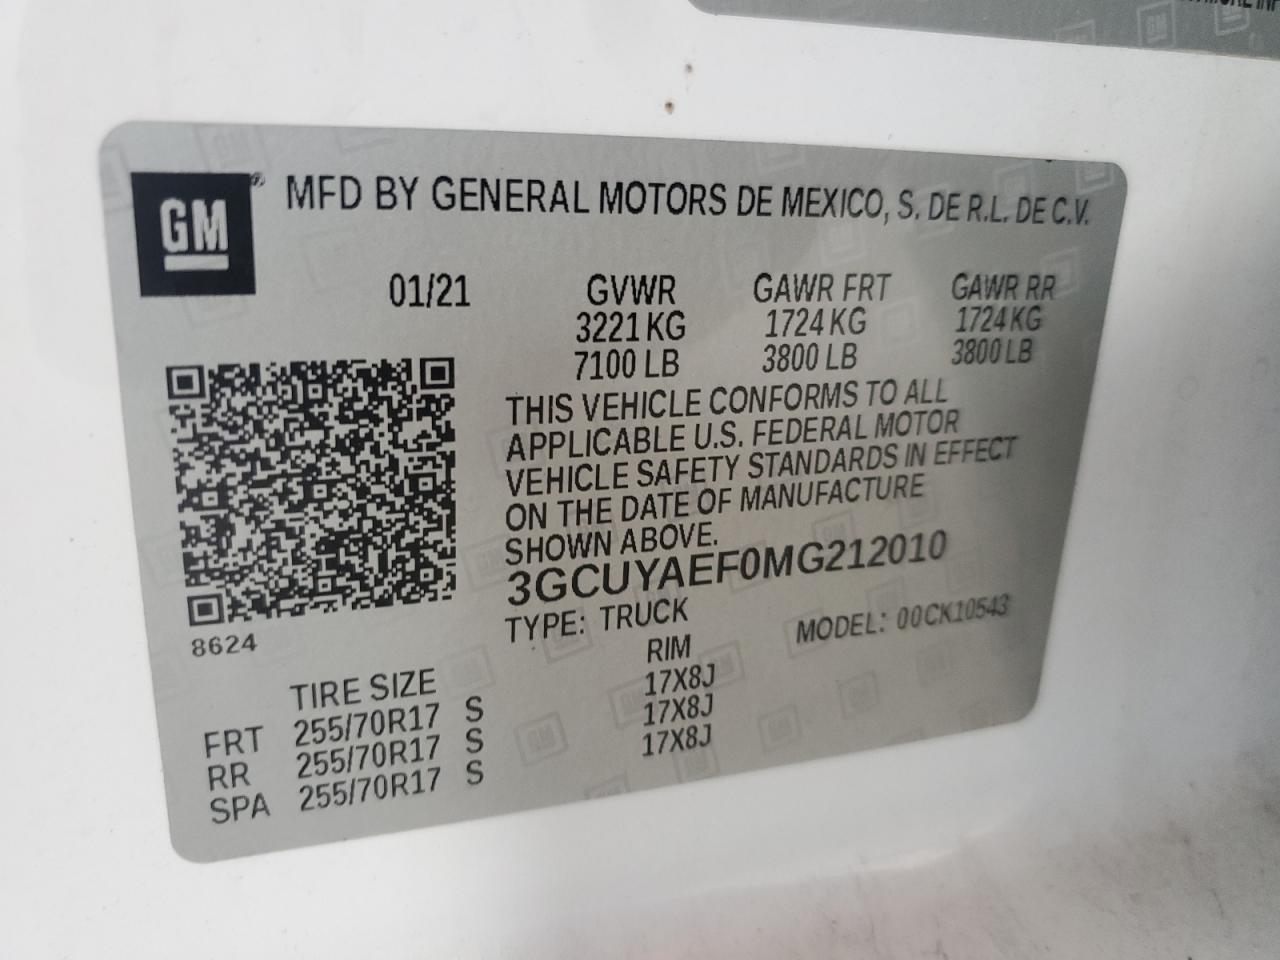 GM
MFD BY GENERAL MOTORS DE MEXICO, S. DE R.L. DE C.V.
01/21 GVWR GAWR FRT GAWR RR
3221 KG 1724 KG 1724 KG
7100 LB 3800 LB 3800 LB
THIS VEHICLE CONFORMS TO ALL
APPLICABLE U.S. FEDERAL MOTOR
VEHICLE SAFETY STANDARDS IN EFFECT
ON THE DATE OF MANUFACTURE
SHOWN ABOVE.
3GCUYAEF0MG212010
TYPE: TRUCK MODEL: 00CK10543
8624
TIRE SIZE RIM
FRT 255/70R17 S 17X8J
RR 255/70R17 S 17X8J
SPA 255/70R17 S 17X8J